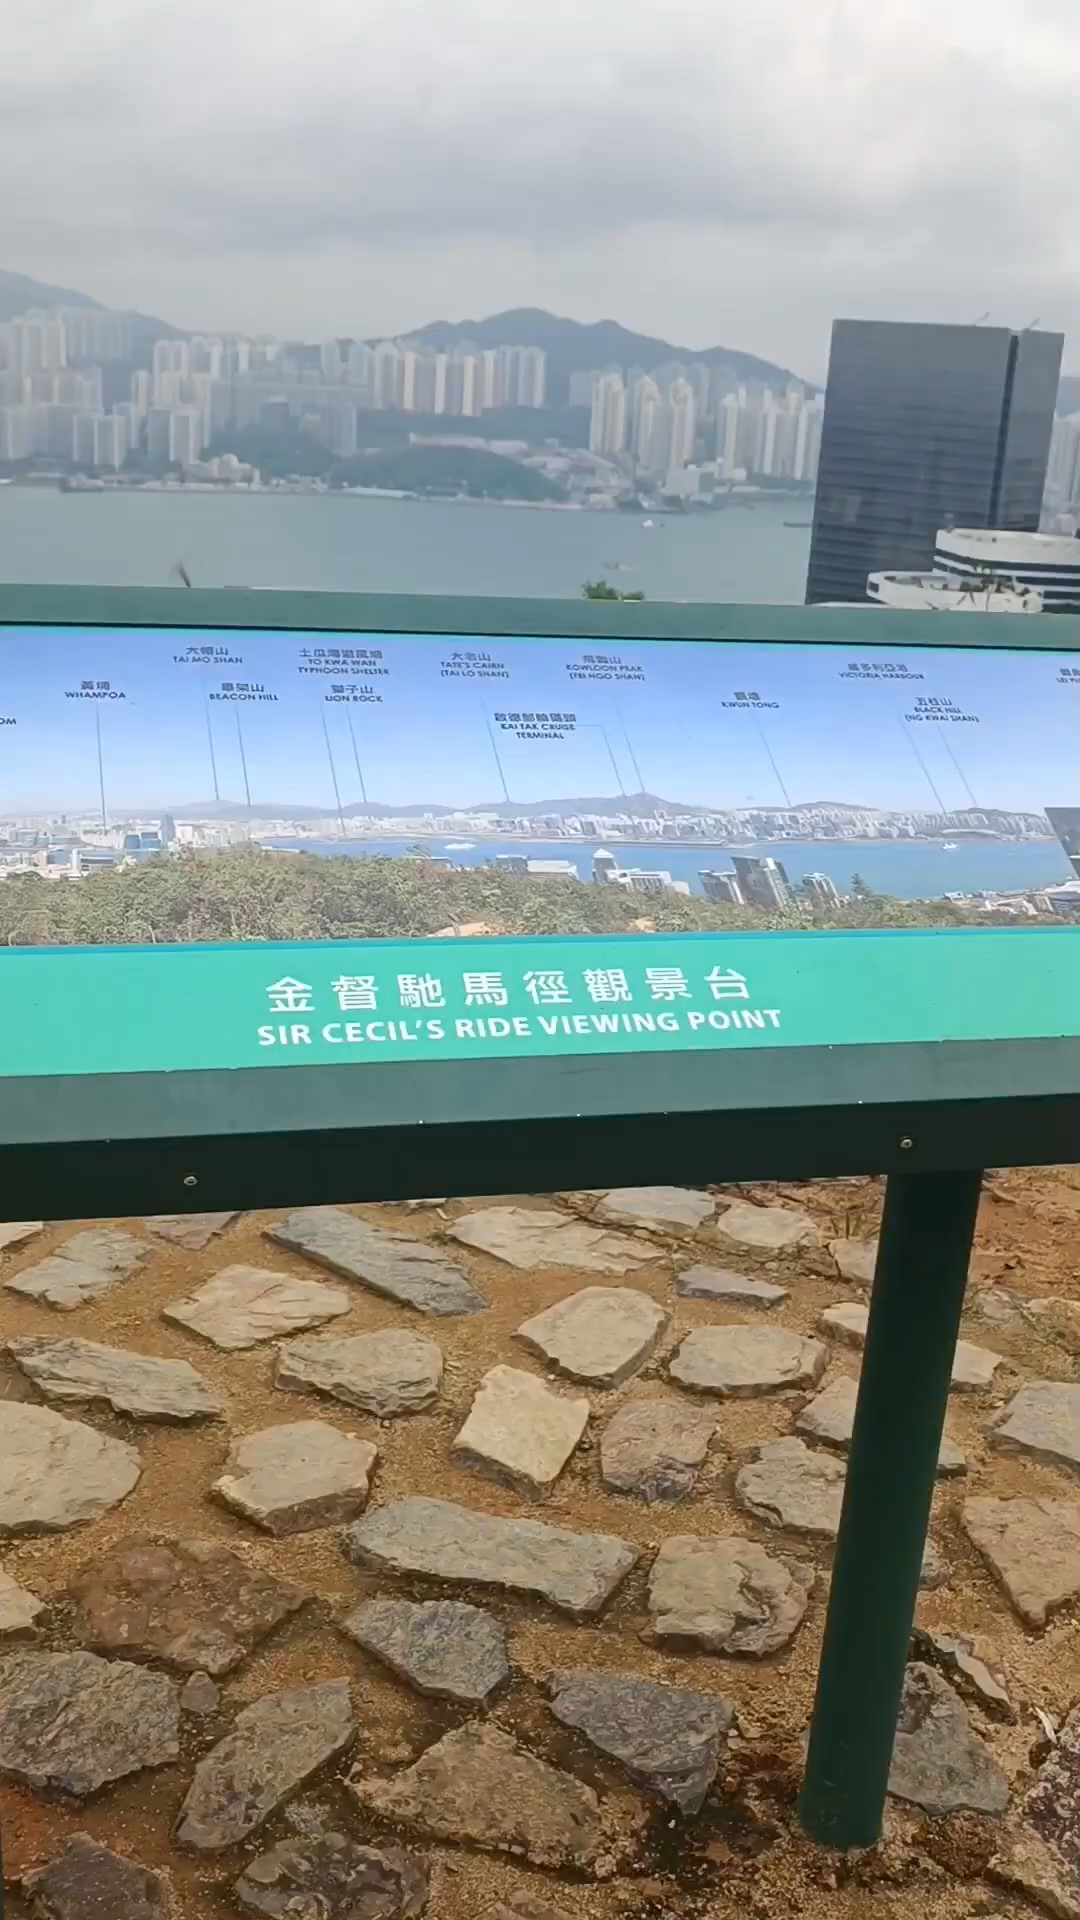 大帽山
TAI MO SHAN
土瓜灣避風塘
TO KWA WAN
TYPHOON SHELTER
大老山
TATE'S CAIRN
(TAI LO SHAN)
飛鵝山
KOWLOON PEAK
(FEI NGO SHAN)
維多利亞港
VICTORIA HARBOUR
黃埔
WHAMPOA
畢架山
BEACON HILL
獅子山
LION ROCK
啟德郵輪碼頭
KAI TAK CRUISE
TERMINAL
觀塘
KWUN TONG
五桂山
BLACK HILL
(NG KWAI SHAN)
金督馳馬徑觀景台
SIR CECIL'S RIDE VIEWING POINT